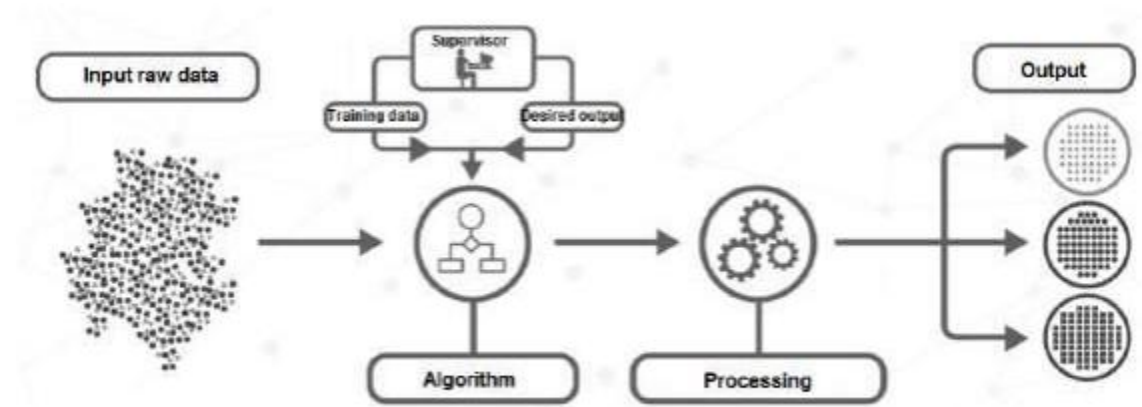 Input raw data
Supervisor
Training data
Desired output
Output
Algorithm
Processing